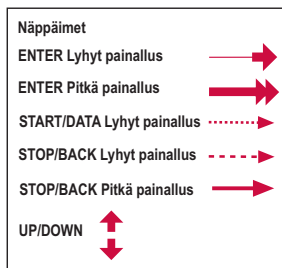 Näppäimet
ENTER Lyhyt painallus
ENTER Pitkä painallus
START/DATA Lyhyt painallus
STOP/BACK Lyhyt painallus
STOP/BACK Pitkä painallus
UP/DOWN